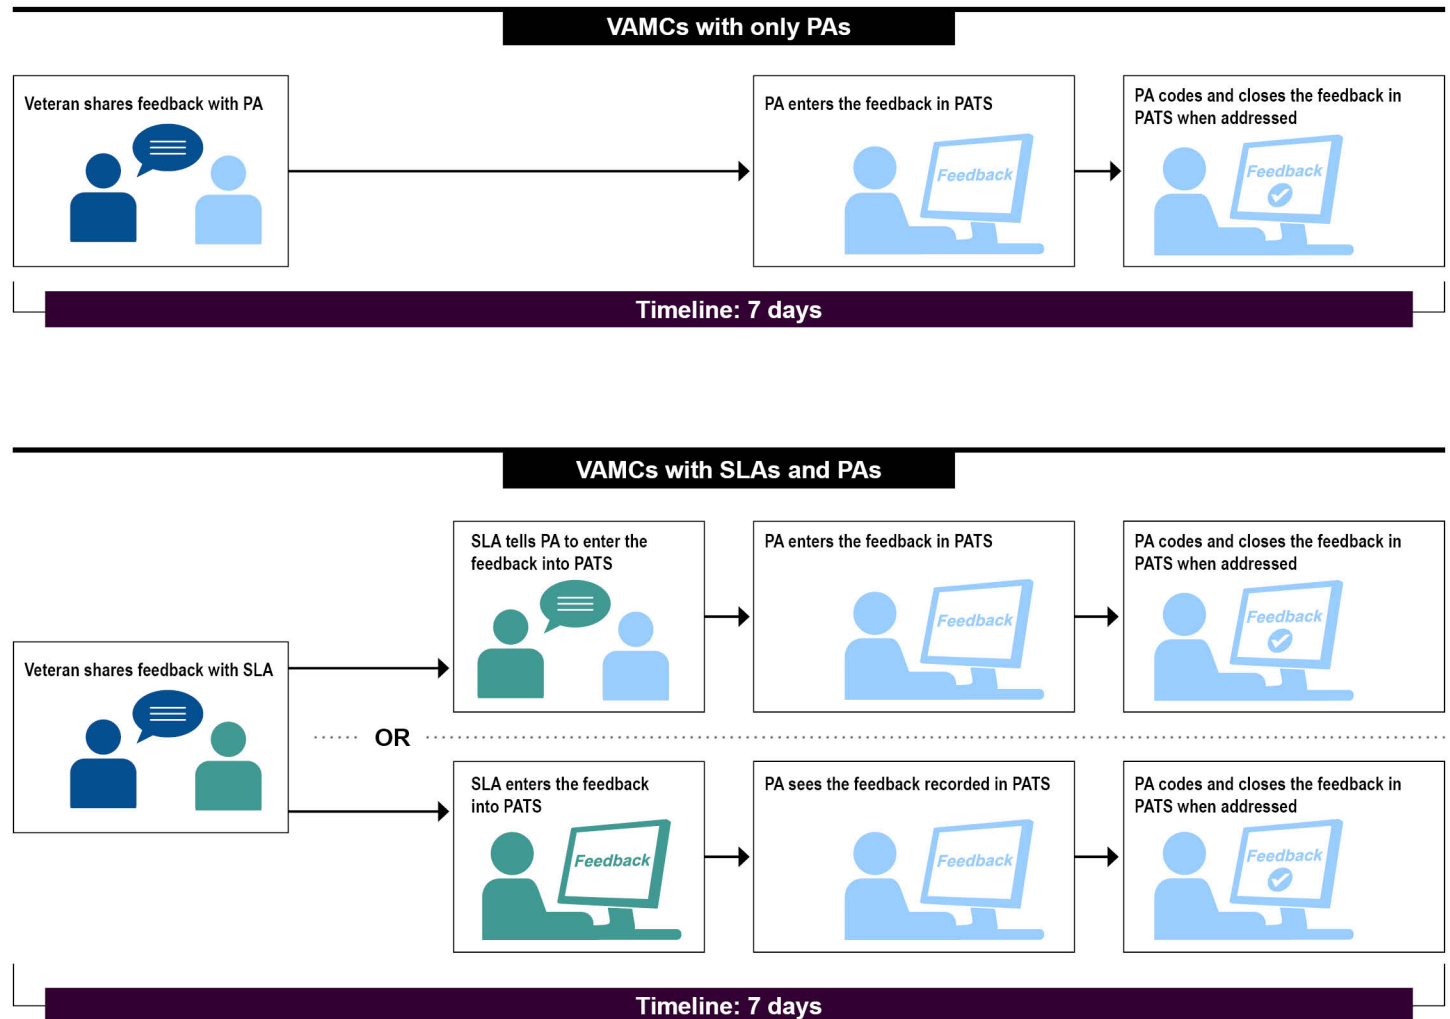 VAMCs with only PAs
Veteran shares feedback with PA
PA enters the feedback in PATS
Feedback
PA codes and closes the feedback in
PATS when addressed
Feedback
Timeline: 7 days
VAMCs with SLAs and PAs
Veteran shares feedback with SLA
SLA tells PA to enter the
feedback into PATS
PA enters the feedback in PATS
Feedback
PA codes and closes the feedback in
PATS when addressed
Feedback
OR
SLA enters the feedback
into PATS
Feedback
PA sees the feedback recorded in PATS
Feedback
PA codes and closes the feedback in
PATS when addressed
Feedback
Timeline: 7 days